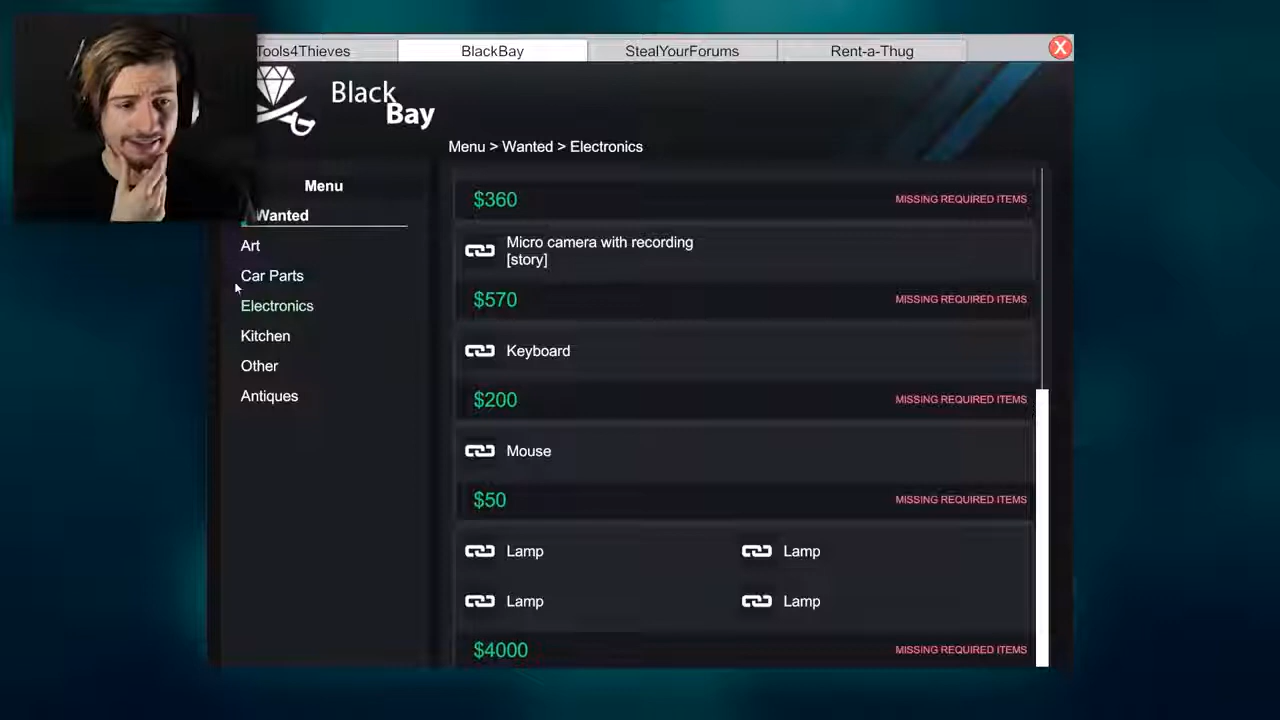 Tools4Thieves
BlackBay
StealYourForums
Rent-a-Thug
X
Black
Bay
Menu > Wanted > Electronics
Menu
Wanted
Art
Car Parts
Electronics
Kitchen
Other
Antiques
$360
MISSING REQUIRED ITEMS
Micro camera with recording
[story]
$570
MISSING REQUIRED ITEMS
Keyboard
$200
MISSING REQUIRED ITEMS
Mouse
$50
MISSING REQUIRED ITEMS
Lamp
Lamp
Lamp
Lamp
$4000
MISSING REQUIRED ITEMS